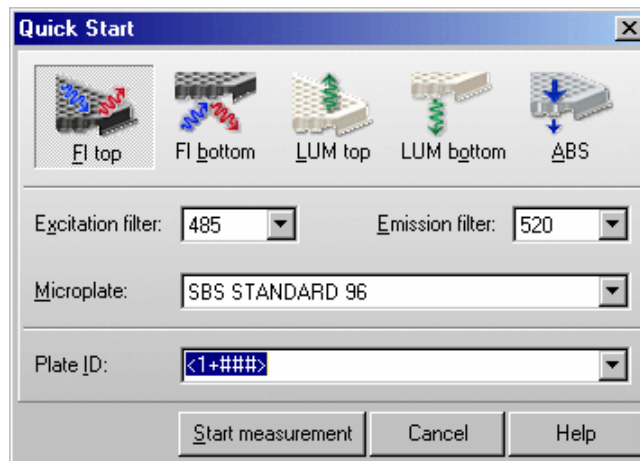 Quick Start
FI top FI bottom LUM top LUM bottom ABS
Excitation filter: 485 Emission filter: 520
Microplate: SBS STANDARD 96
Plate ID: <1+###>
Start measurement Cancel Help